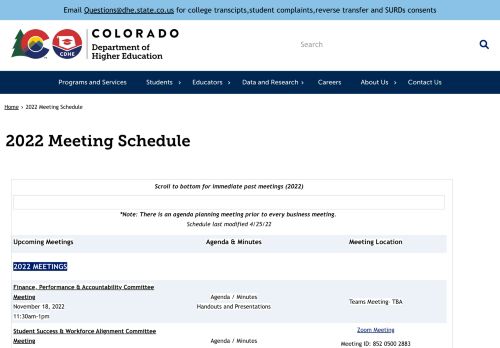 Email Questions@dhe.state.co.us for college transcipts,student complaints,reverse transfer and SURDs consents
COLORADO
Department of
Higher Education
CDHE
Search
Programs and Services Students Educators Data and Research Careers About Us Contact Us
Home > 2022 Meeting Schedule
2022 Meeting Schedule
Scroll to bottom for immediate past meetings (2022)
*Note: There is an agenda planning meeting prior to every business meeting.
Schedule last modified 4/25/22
Upcoming Meetings Agenda & Minutes Meeting Location
2022 MEETINGS
Finance, Performance & Accountability Committee
Meeting
November 18, 2022
11:30am-1pm
Agenda / Minutes
Handouts and Presentations
Teams Meeting- TBA
Student Success & Workforce Alignment Committee
Meeting
Agenda / Minutes
Zoom Meeting
Meeting ID: 852 0500 2883